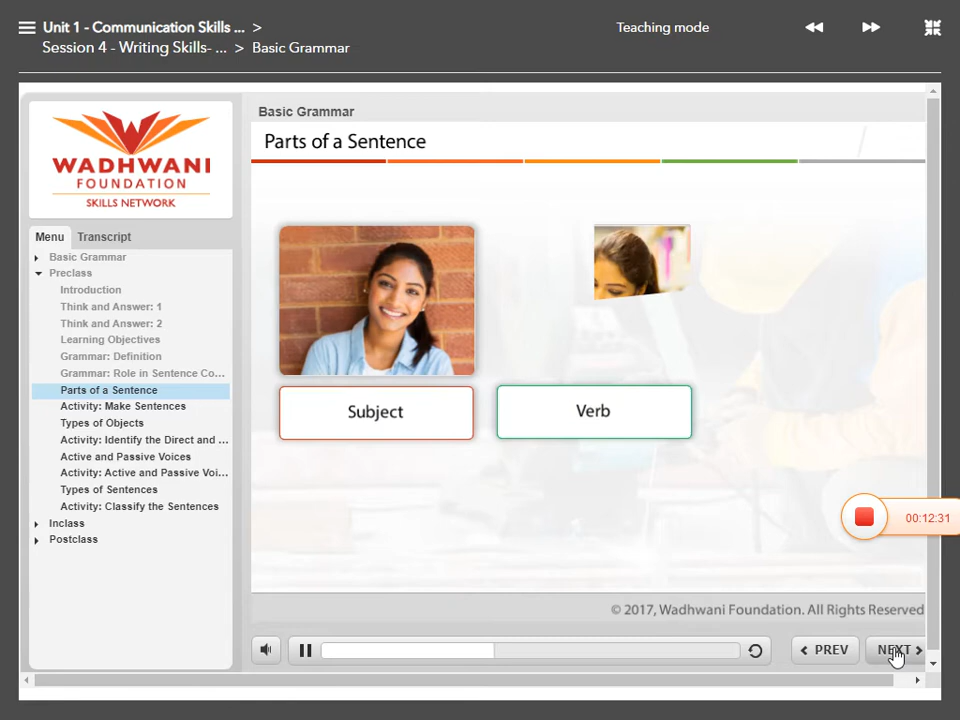 Unit 1 - Communication Skills ... >
Teaching mode
Session 4 - Writing Skills- ... > Basic Grammar
WADHWANI
FOUNDATION
SKILLS NETWORK
Menu Transcript
Basic Grammar
Preclass
Introduction
Think and Answer: 1
Think and Answer: 2
Learning Objectives
Grammar: Definition
Grammar: Role in Sentence Co...
Parts of a Sentence
Activity: Make Sentences
Types of Objects
Activity: Identify the Direct and ...
Active and Passive Voices
Activity: Active and Passive Voi...
Types of Sentences
Activity: Classify the Sentences
Inclass
Postclass
Basic Grammar
Parts of a Sentence
Subject
Verb
00:12:31
© 2017, Wadhwani Foundation. All Rights Reserved
PREV
NEXT